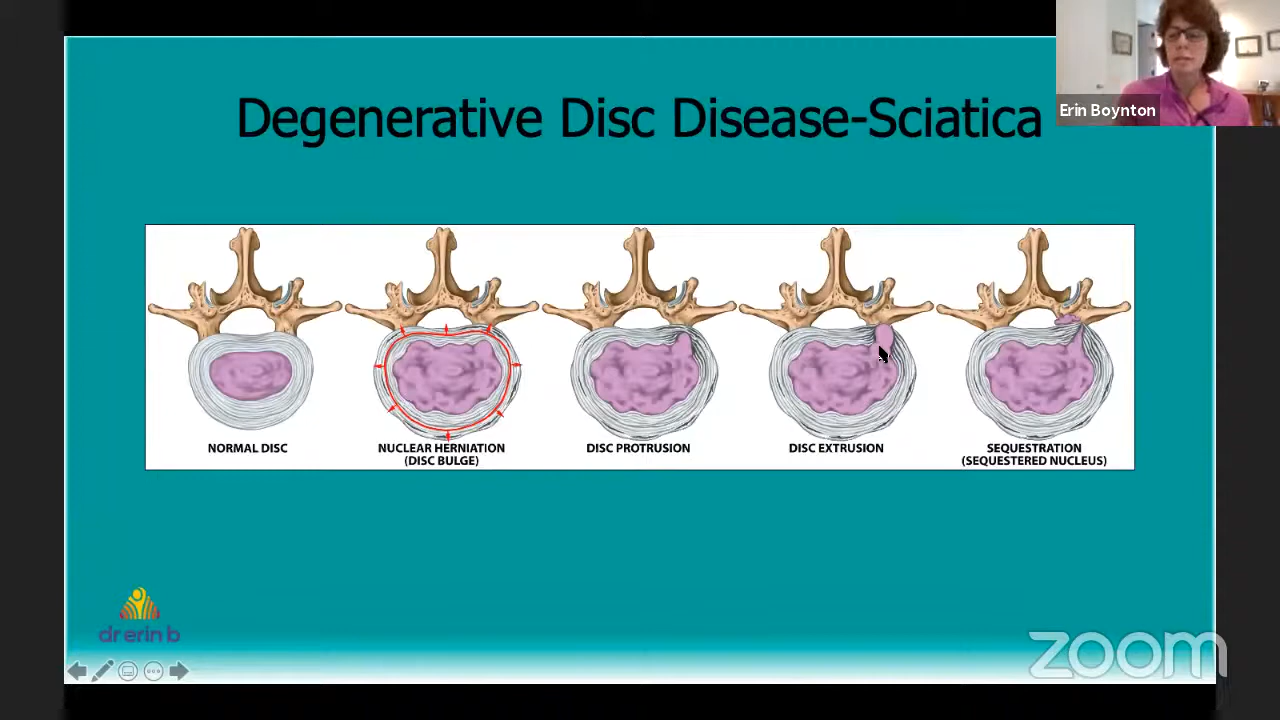 Degenerative Disc Disease-Sciatica
Erin Boynton
NORMAL DISC
NUCLEAR HERNIATION
(DISC BULGE)
DISC PROTRUSION
DISC EXTRUSION
SEQUESTRATION
(SEQUESTERED NUCLEUS)
dr erin b
zoom